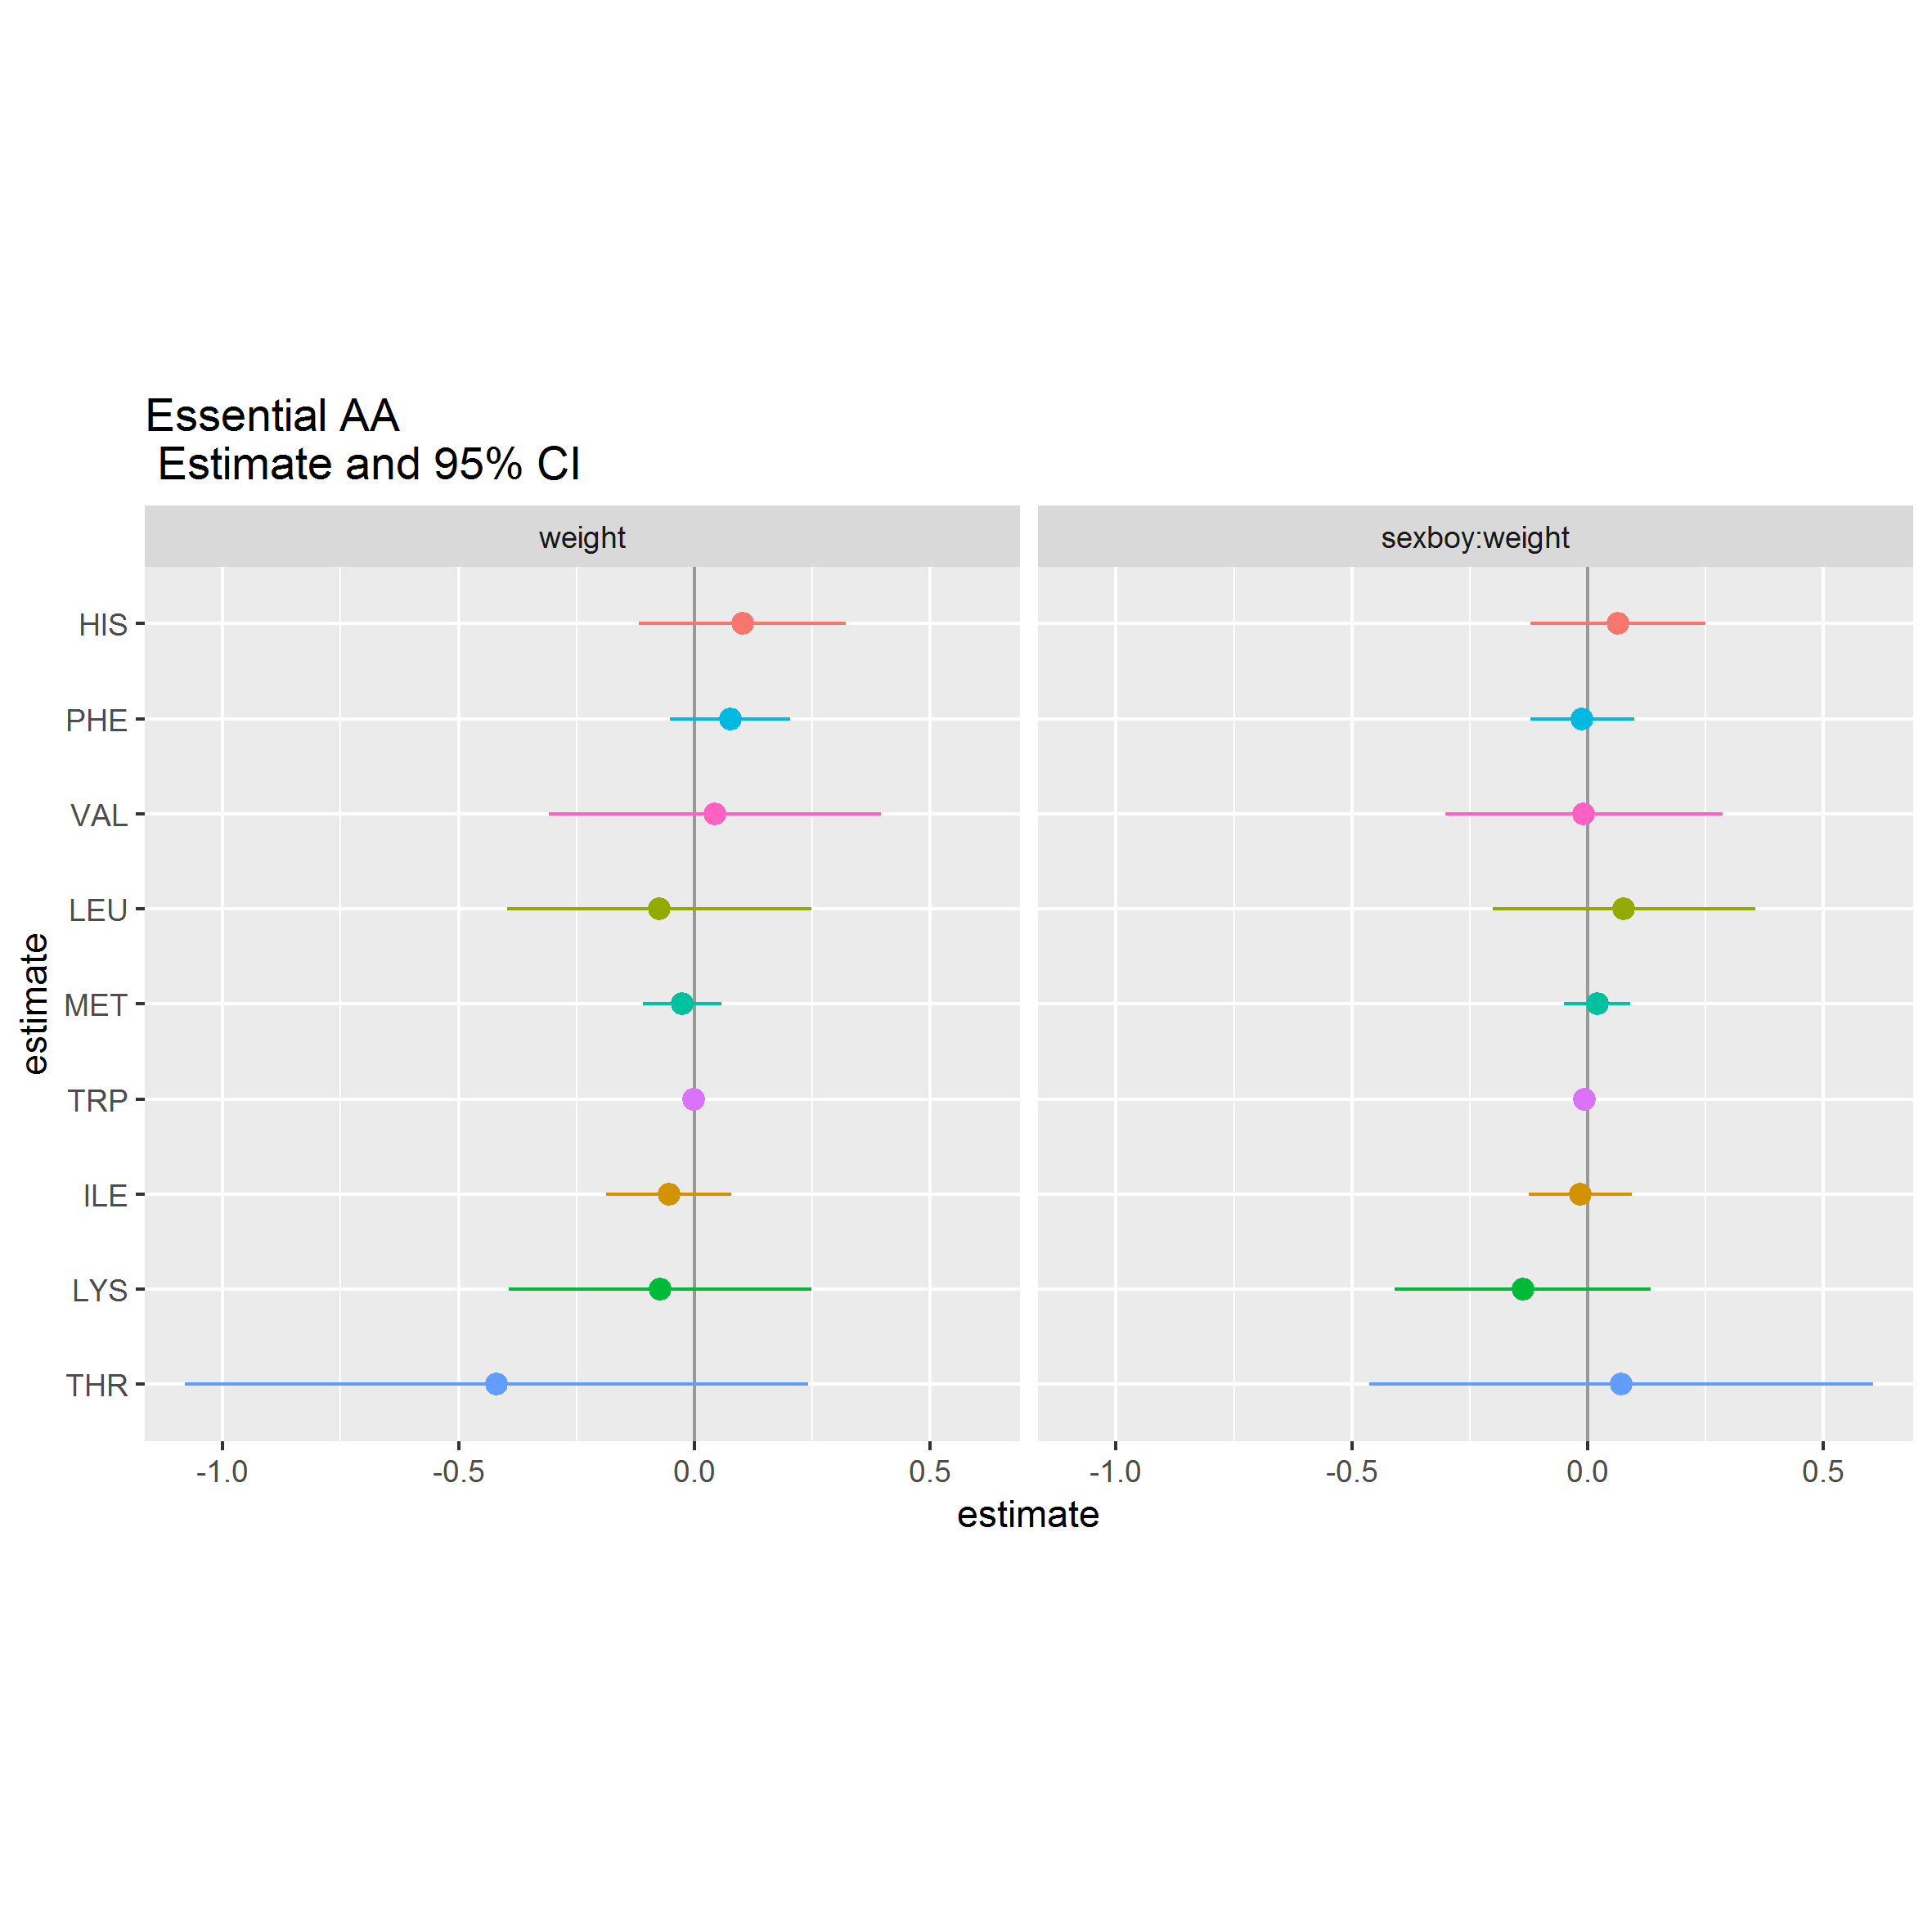 Essential AA
Estimate and 95% CI
weight
sexboy:weight
HIS
PHE
VAL
LEU
MET
TRP
ILE
LYS
THR
estimate
-1.0 -0.5 0.0 0.5
-1.0 -0.5 0.0 0.5
estimate